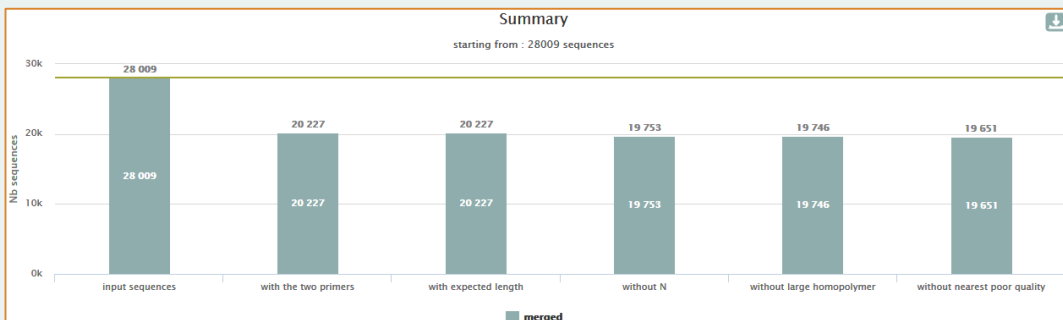 Summary
starting from : 28009 sequences
Nb sequences
30k
20k
10k
0k
28 009
20 227
20 227
19 753
19 746
19 651
28 009
20 227
20 227
19 753
19 746
19 651
input sequences
with the two primers
with expected length
without N
without large homopolymer
without nearest poor quality
merged